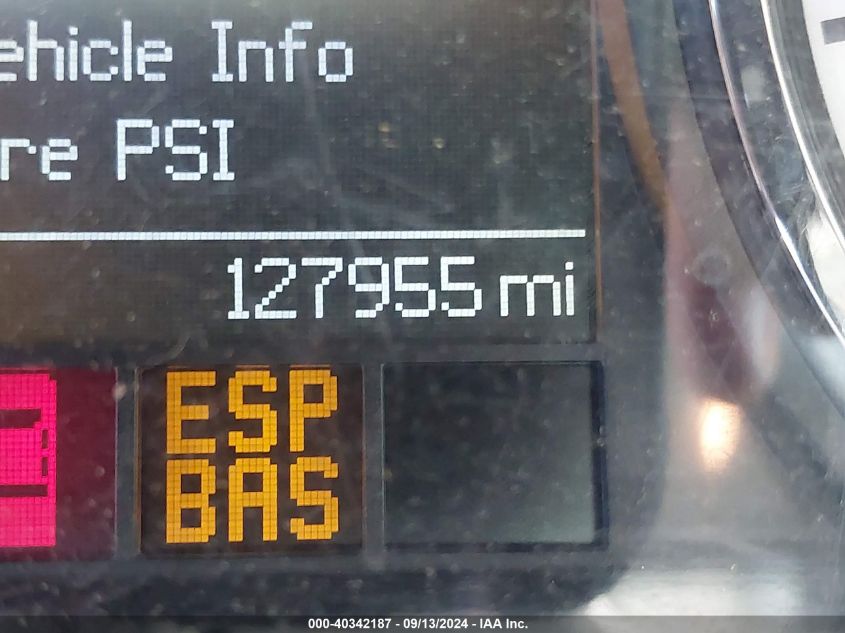 ehicle Info
re PSI
127955 mi
ESP
BAS
000-40342187 - 09/13/2024 - IAA Inc.